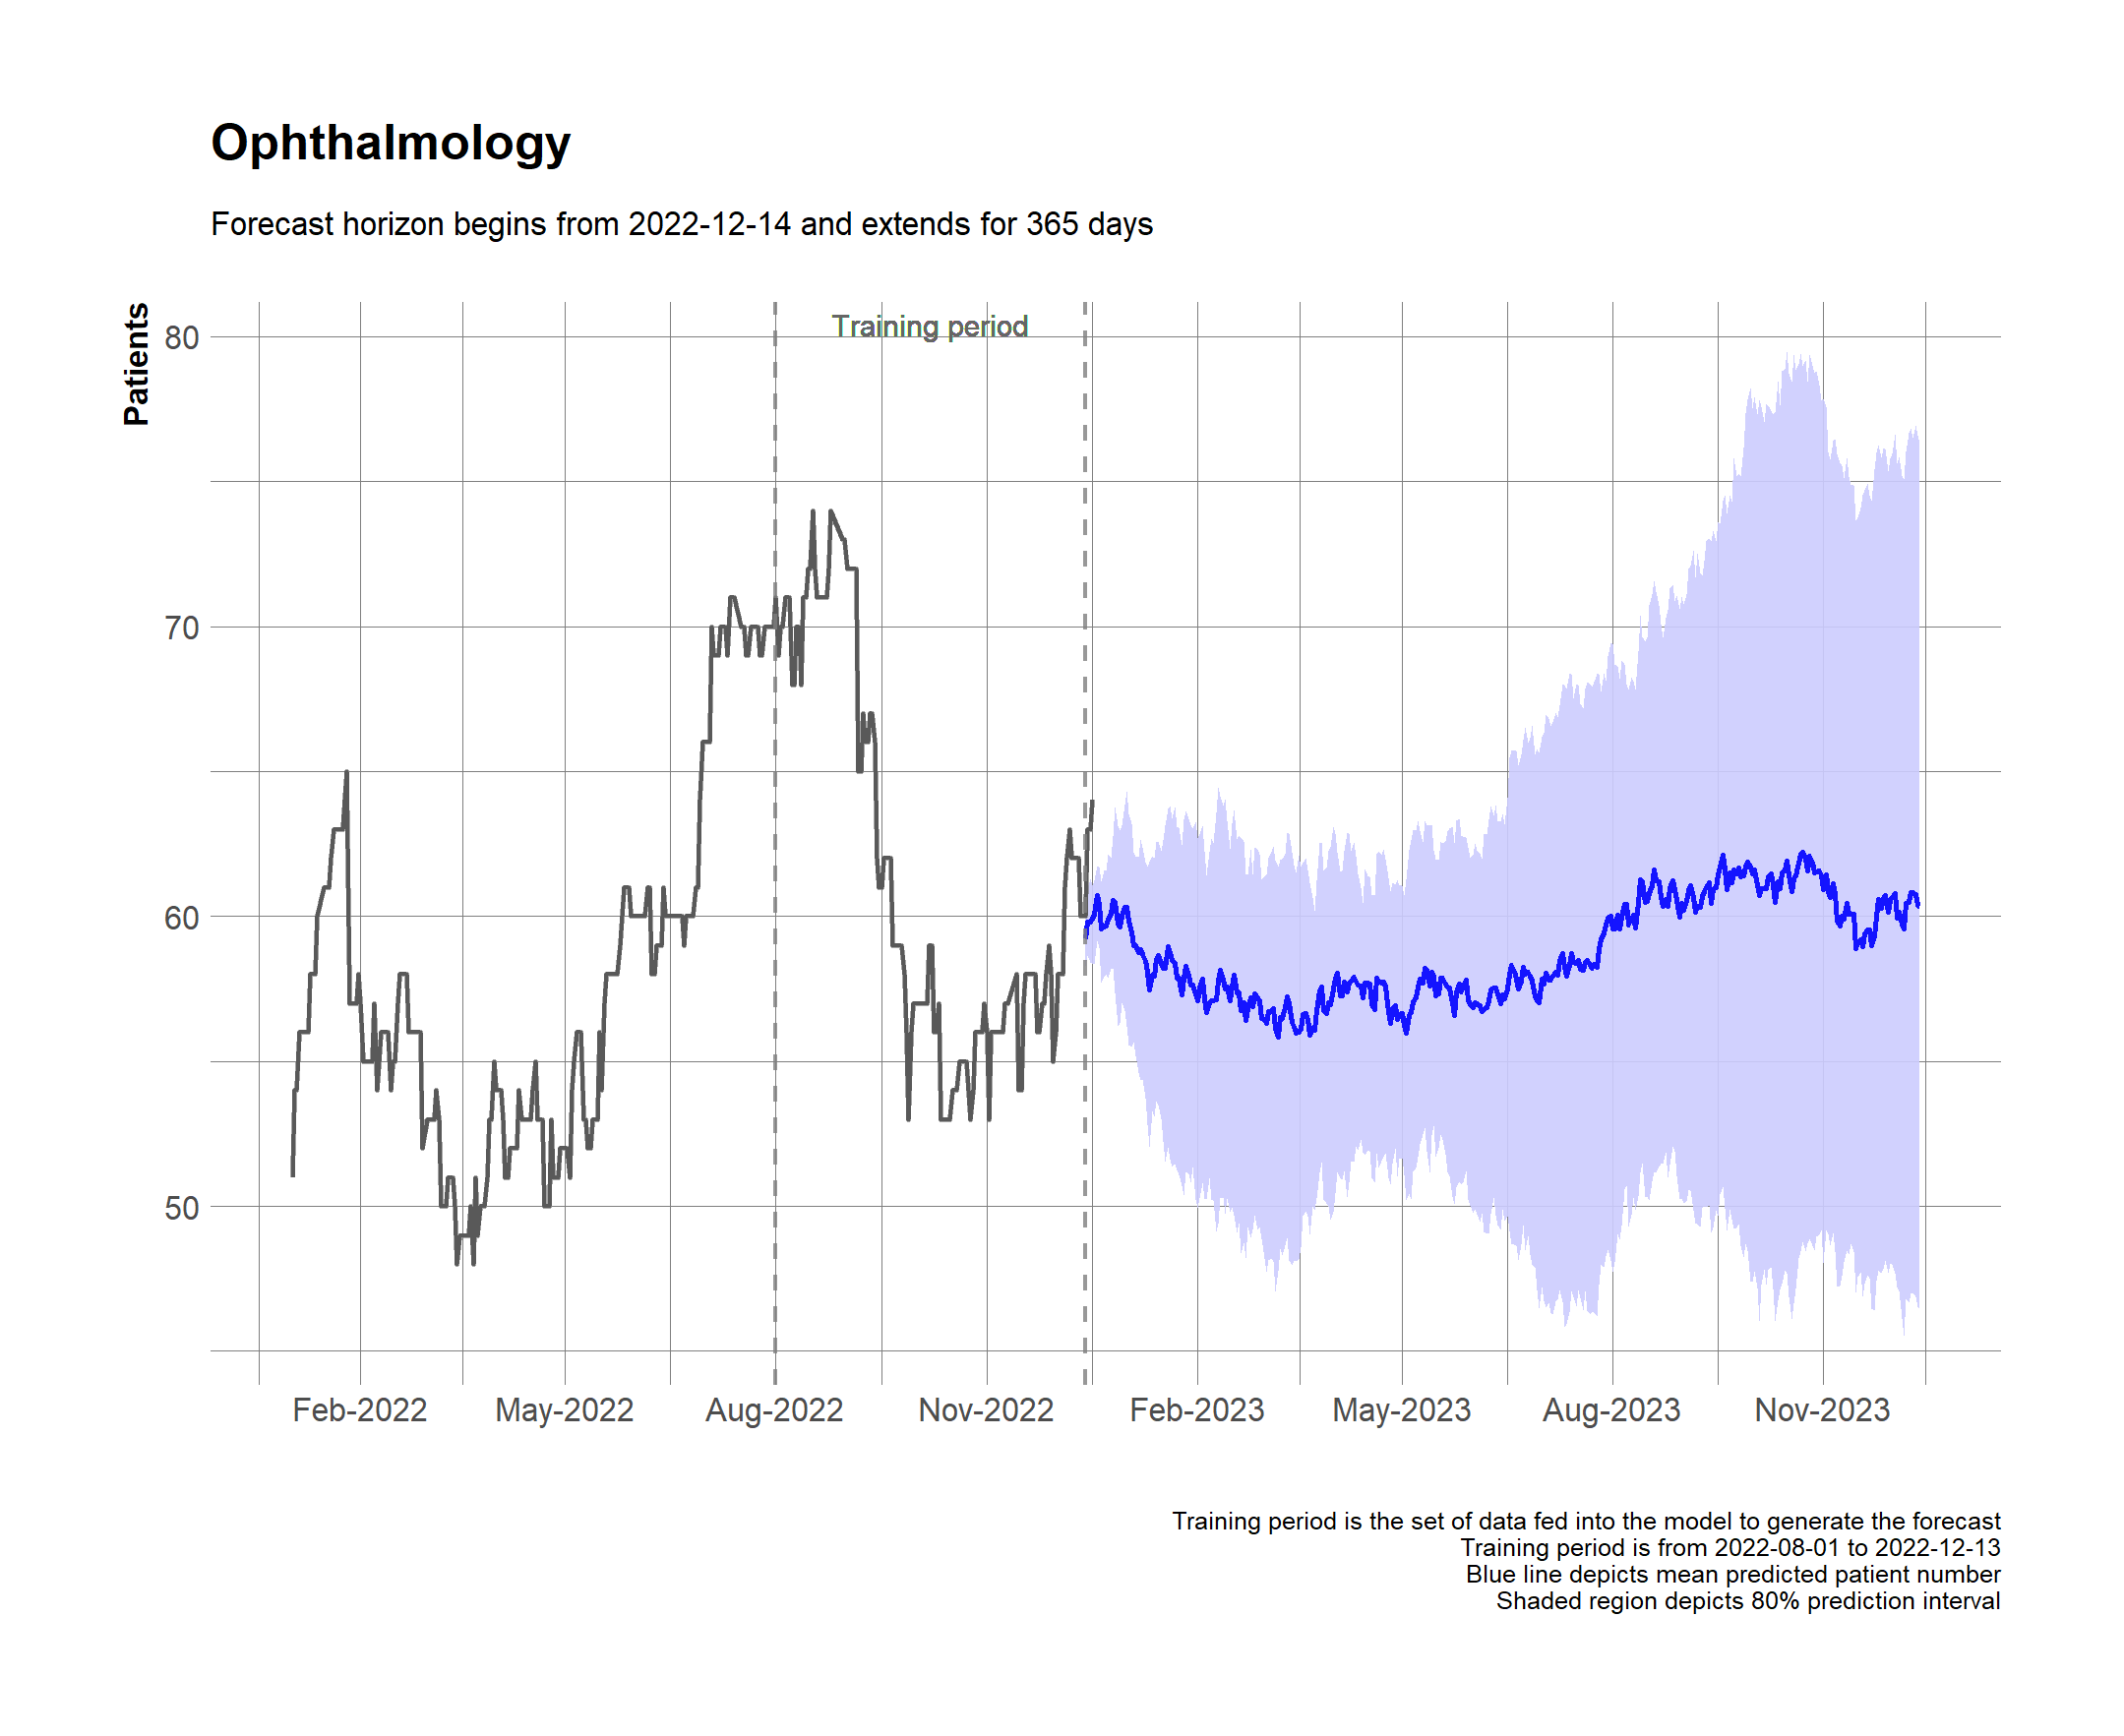 Ophthalmology
Forecast horizon begins from 2022-12-14 and extends for 365 days
Patients
Training period
80
70
60
50
Feb-2022 May-2022 Aug-2022 Nov-2022 Feb-2023 May-2023 Aug-2023 Nov-2023
Training period is the set of data fed into the model to generate the forecast
Training period is from 2022-08-01 to 2022-12-13
Blue line depicts mean predicted patient number
Shaded region depicts 80% prediction interval